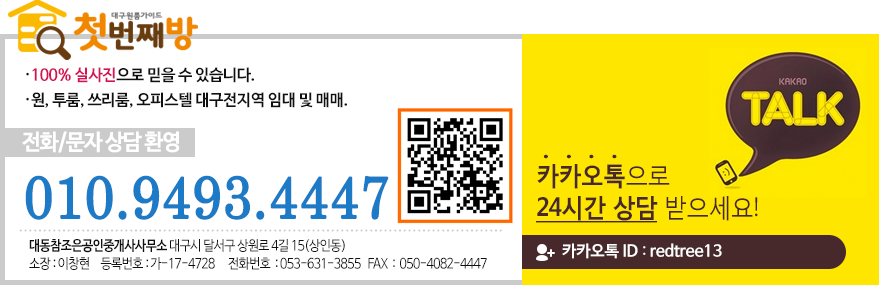 대구원룸가이드
첫번째방
·100% 실사진으로 믿을 수 있습니다.
·원, 투룸, 쓰리룸, 오피스텔 대구전지역 임대 및 매매.
전화/문자 상담 환영
010.9493.4447
대동참조은공인중개사사무소 대구시 달서구 상원로 4길 15(상인동)
소장 : 이창현 등록번호 : 가-17-4728 전화번호 : 053-631-3855 FAX : 050-4082-4447
KAKAO
TALK
카카오톡으로
24시간 상담 받으세요!
카카오톡 ID : redtree13